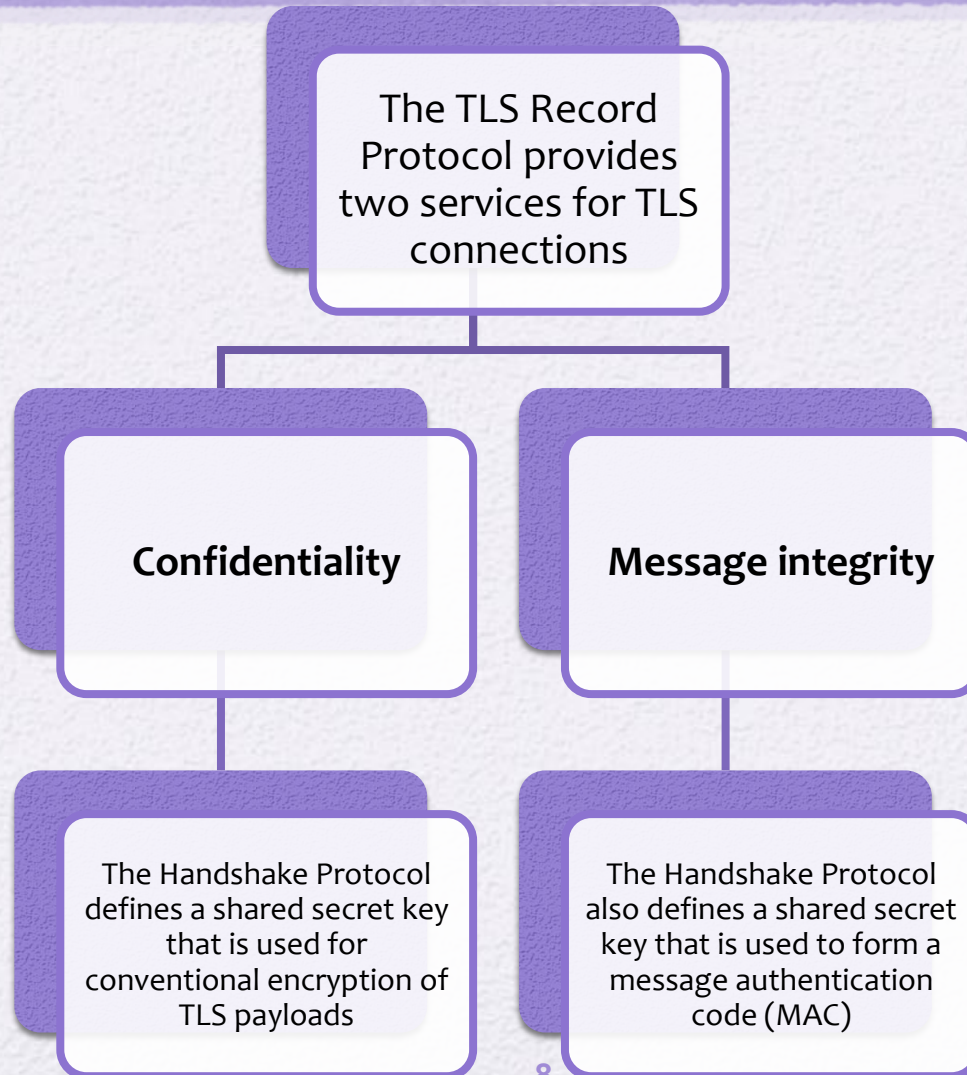 The TLS Record
Protocol provides
two services for TLS
connections
Confidentiality
Message integrity
The Handshake Protocol
defines a shared secret key
that is used for
conventional encryption of
TLS payloads
The Handshake Protocol
also defines a shared secret
key that is used to form a
message authentication
code (MAC)
8